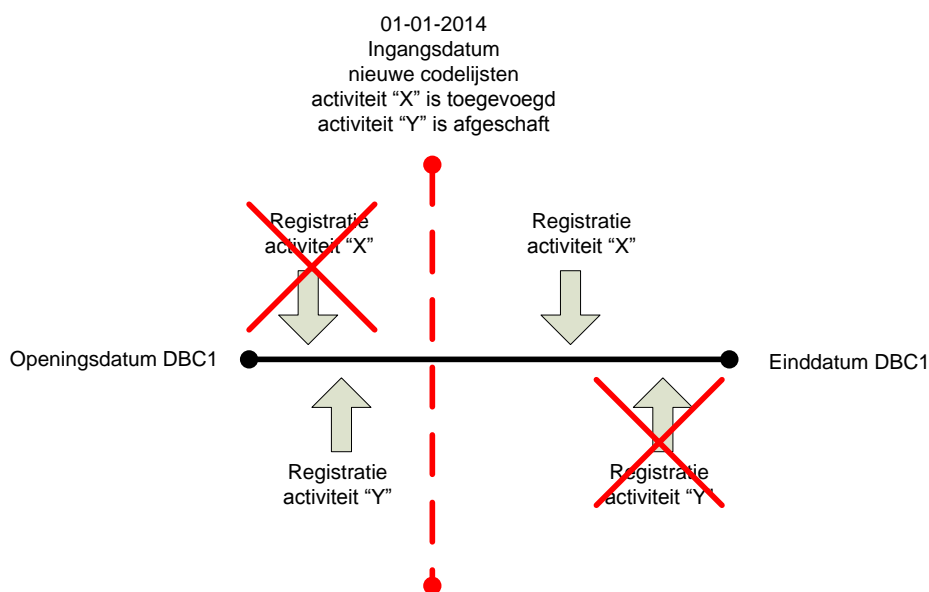 01-01-2014
Ingangsdatum
nieuwe codelijsten
activiteit “X” is toegevoegd
activiteit “Y” is afgeschaft
Registratie
activiteit “X”
Registratie
activiteit “X”
Openingsdatum DBC1
Einddatum DBC1
Registratie
activiteit “Y”
Registratie
activiteit “Y”